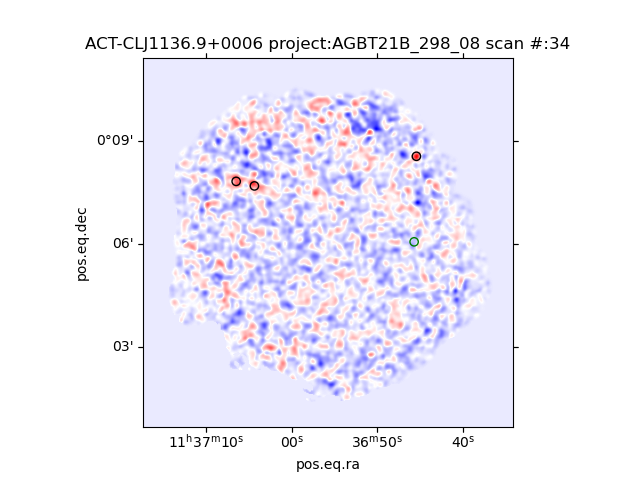 ACT-CLJ1136.9+0006 project:AGBT21B_298_08 scan #:34
0°09'
06'
03'
pos.eq.dec
11ʰ37ᵐ10ˢ 00ˢ 36ᵐ50ˢ 40ˢ
pos.eq.ra